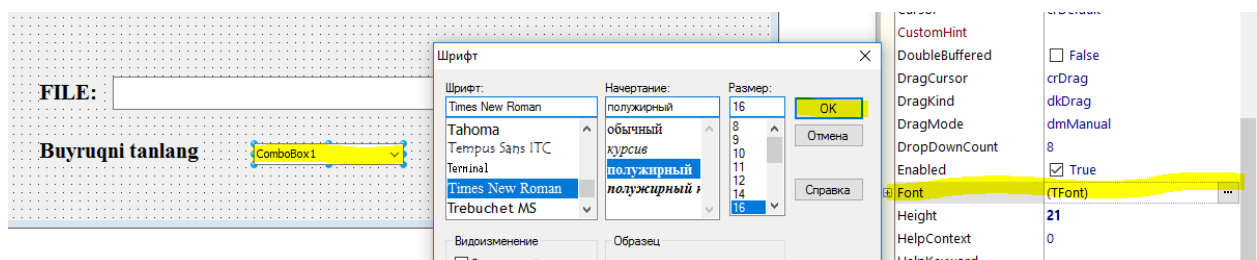 CustomHint
DoubleBuffered False
DragCursor crDrag
DragKind dkDrag
DragMode dmManual
DropDownCount 8
Enabled True
Font (TFont) ...
Height 21
HelpContext 0
FILE:
Buyruqni tanlang ComboBox1
Шрифт
Шрифт: Начертание: Размер:
Times New Roman полужирный 16 OK
Tahoma обычный 8
Tempus Sans ITC курсив 9
10
Terminal полужирный 11
Times New Roman полужирный 12
Trebuchet MS 14
16
Отмена
Справка
Видоизменение Образец